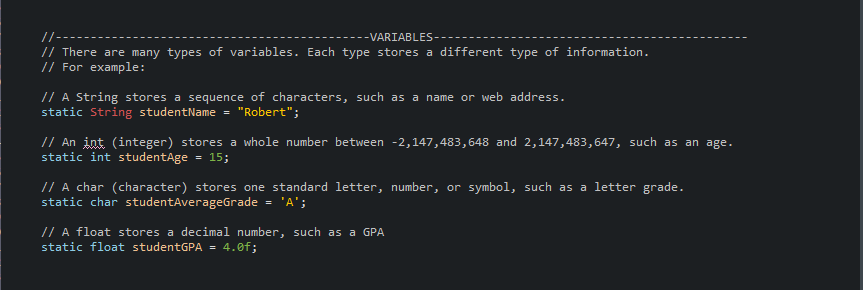 //---------------------------------------------VARIABLES---------------------------------------------
// There are many types of variables. Each type stores a different type of information.
// For example:
// A String stores a sequence of characters, such as a name or web address.
static String studentName = "Robert";
// An int (integer) stores a whole number between -2,147,483,648 and 2,147,483,647, such as an age.
static int studentAge = 15;
// A char (character) stores one standard letter, number, or symbol, such as a letter grade.
static char studentAverageGrade = 'A';
// A float stores a decimal number, such as a GPA
static float studentGPA = 4.0f;